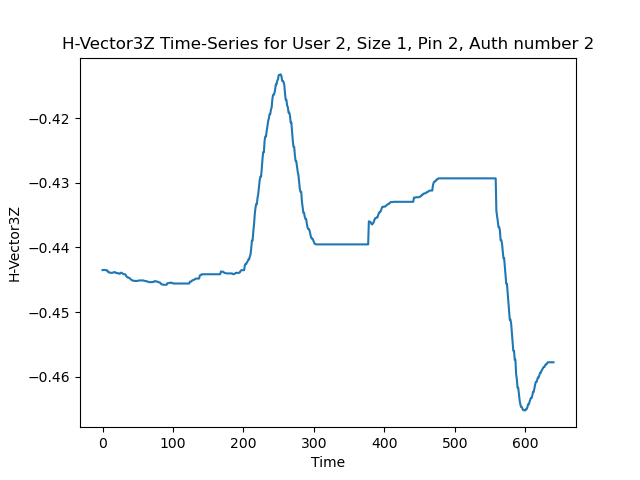 H-Vector3Z Time-Series for User 2, Size 1, Pin 2, Auth number 2
H-Vector3Z
−0.42
−0.43
−0.44
−0.45
−0.46
0 100 200 300 400 500 600
Time